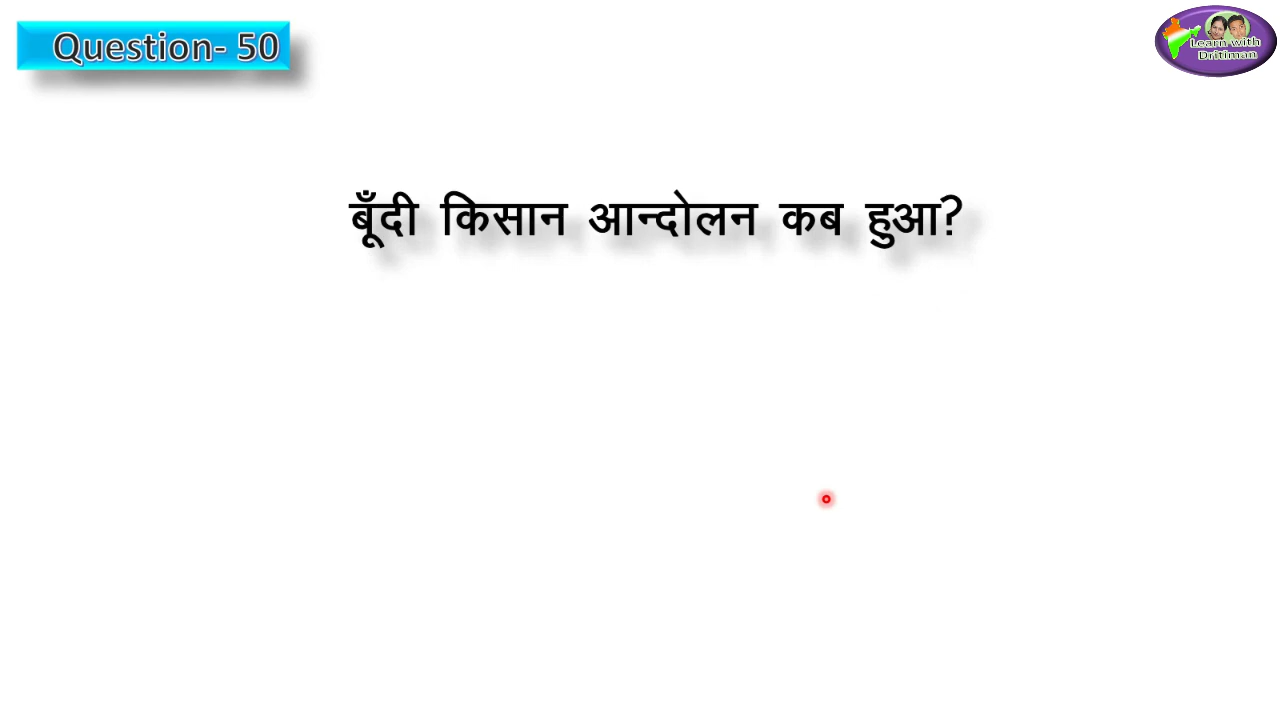 Question- 50
Learn with
Dritiman
बूँदी किसान आन्दोलन कब हुआ?